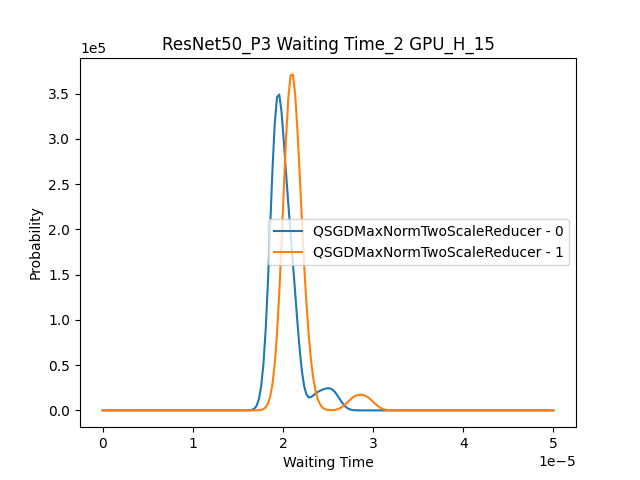 ResNet50_P3 Waiting Time_2 GPU_H_15
1e5
3.5
3.0
2.5
2.0
1.5
1.0
0.5
0.0
Probability
QSGDMaxNormTwoScaleReducer - 0
QSGDMaxNormTwoScaleReducer - 1
0 1 2 3 4 5
1e−5
Waiting Time